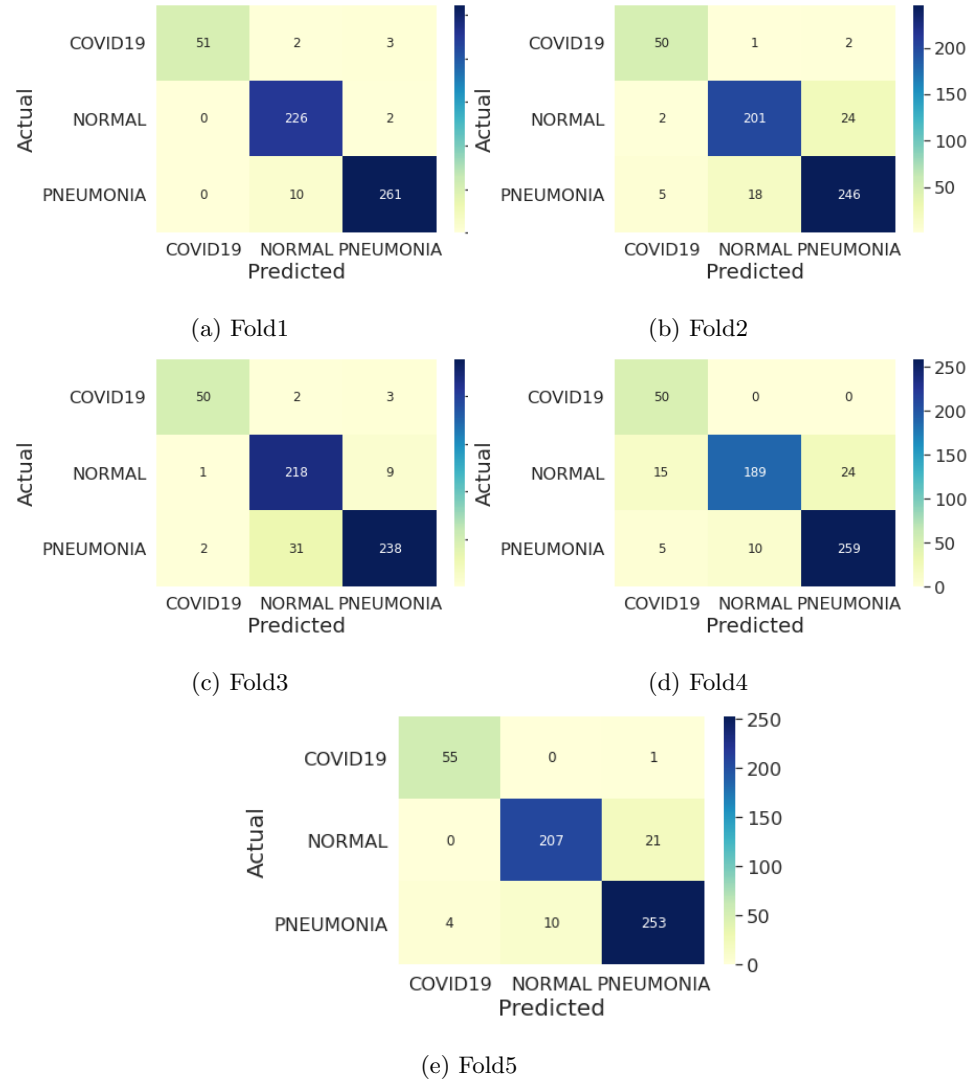 COVID19 51 2 3
NORMAL 0 226 2
PNEUMONIA 0 10 261
Actual
COVID19 NORMAL PNEUMONIA
Predicted
(a) Fold1
COVID19 50 1 2
NORMAL 2 201 24
PNEUMONIA 5 18 246
Actual
COVID19 NORMAL PNEUMONIA
Predicted
200
150
100
50
(b) Fold2
COVID19 50 2 3
NORMAL 1 218 9
PNEUMONIA 2 31 238
Actual
COVID19 NORMAL PNEUMONIA
Predicted
(c) Fold3
COVID19 50 0 0
NORMAL 15 189 24
PNEUMONIA 5 10 259
Actual
COVID19 NORMAL PNEUMONIA
Predicted
250
200
150
100
50
0
(d) Fold4
COVID19 55 0 1
NORMAL 0 207 21
PNEUMONIA 4 10 253
Actual
COVID19 NORMAL PNEUMONIA
Predicted
250
200
150
100
50
0
(e) Fold5